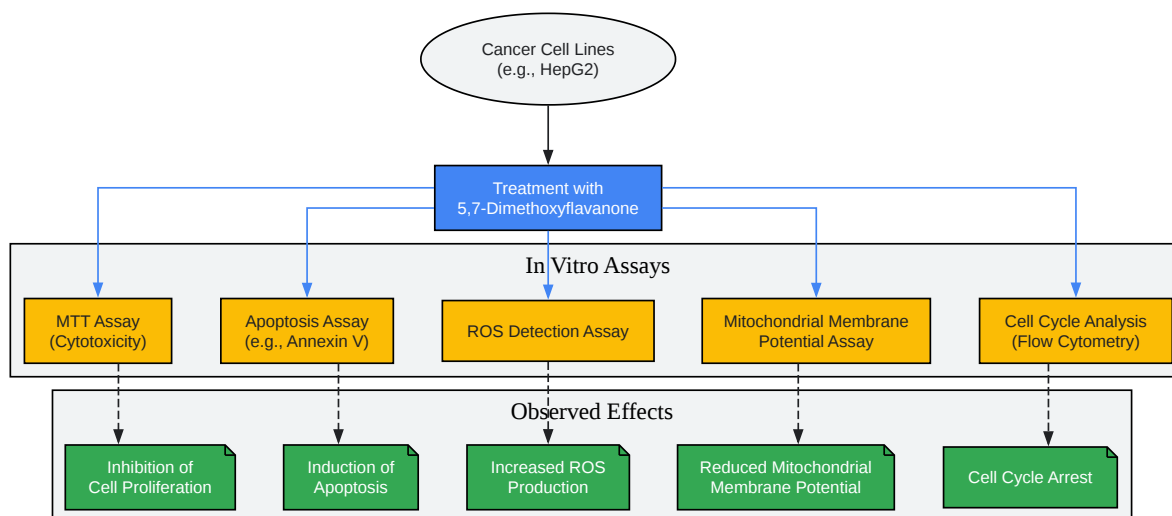 Cancer Cell Lines
(e.g., HepG2)
Treatment with
5,7-Dimethoxyflavanone
In Vitro Assays
MTT Assay
(Cytotoxicity)
Apoptosis Assay
(e.g., Annexin V)
ROS Detection Assay
Mitochondrial Membrane
Potential Assay
Cell Cycle Analysis
(Flow Cytometry)
Observed Effects
Inhibition of
Cell Proliferation
Induction of
Apoptosis
Increased ROS
Production
Reduced Mitochondrial
Membrane Potential
Cell Cycle Arrest